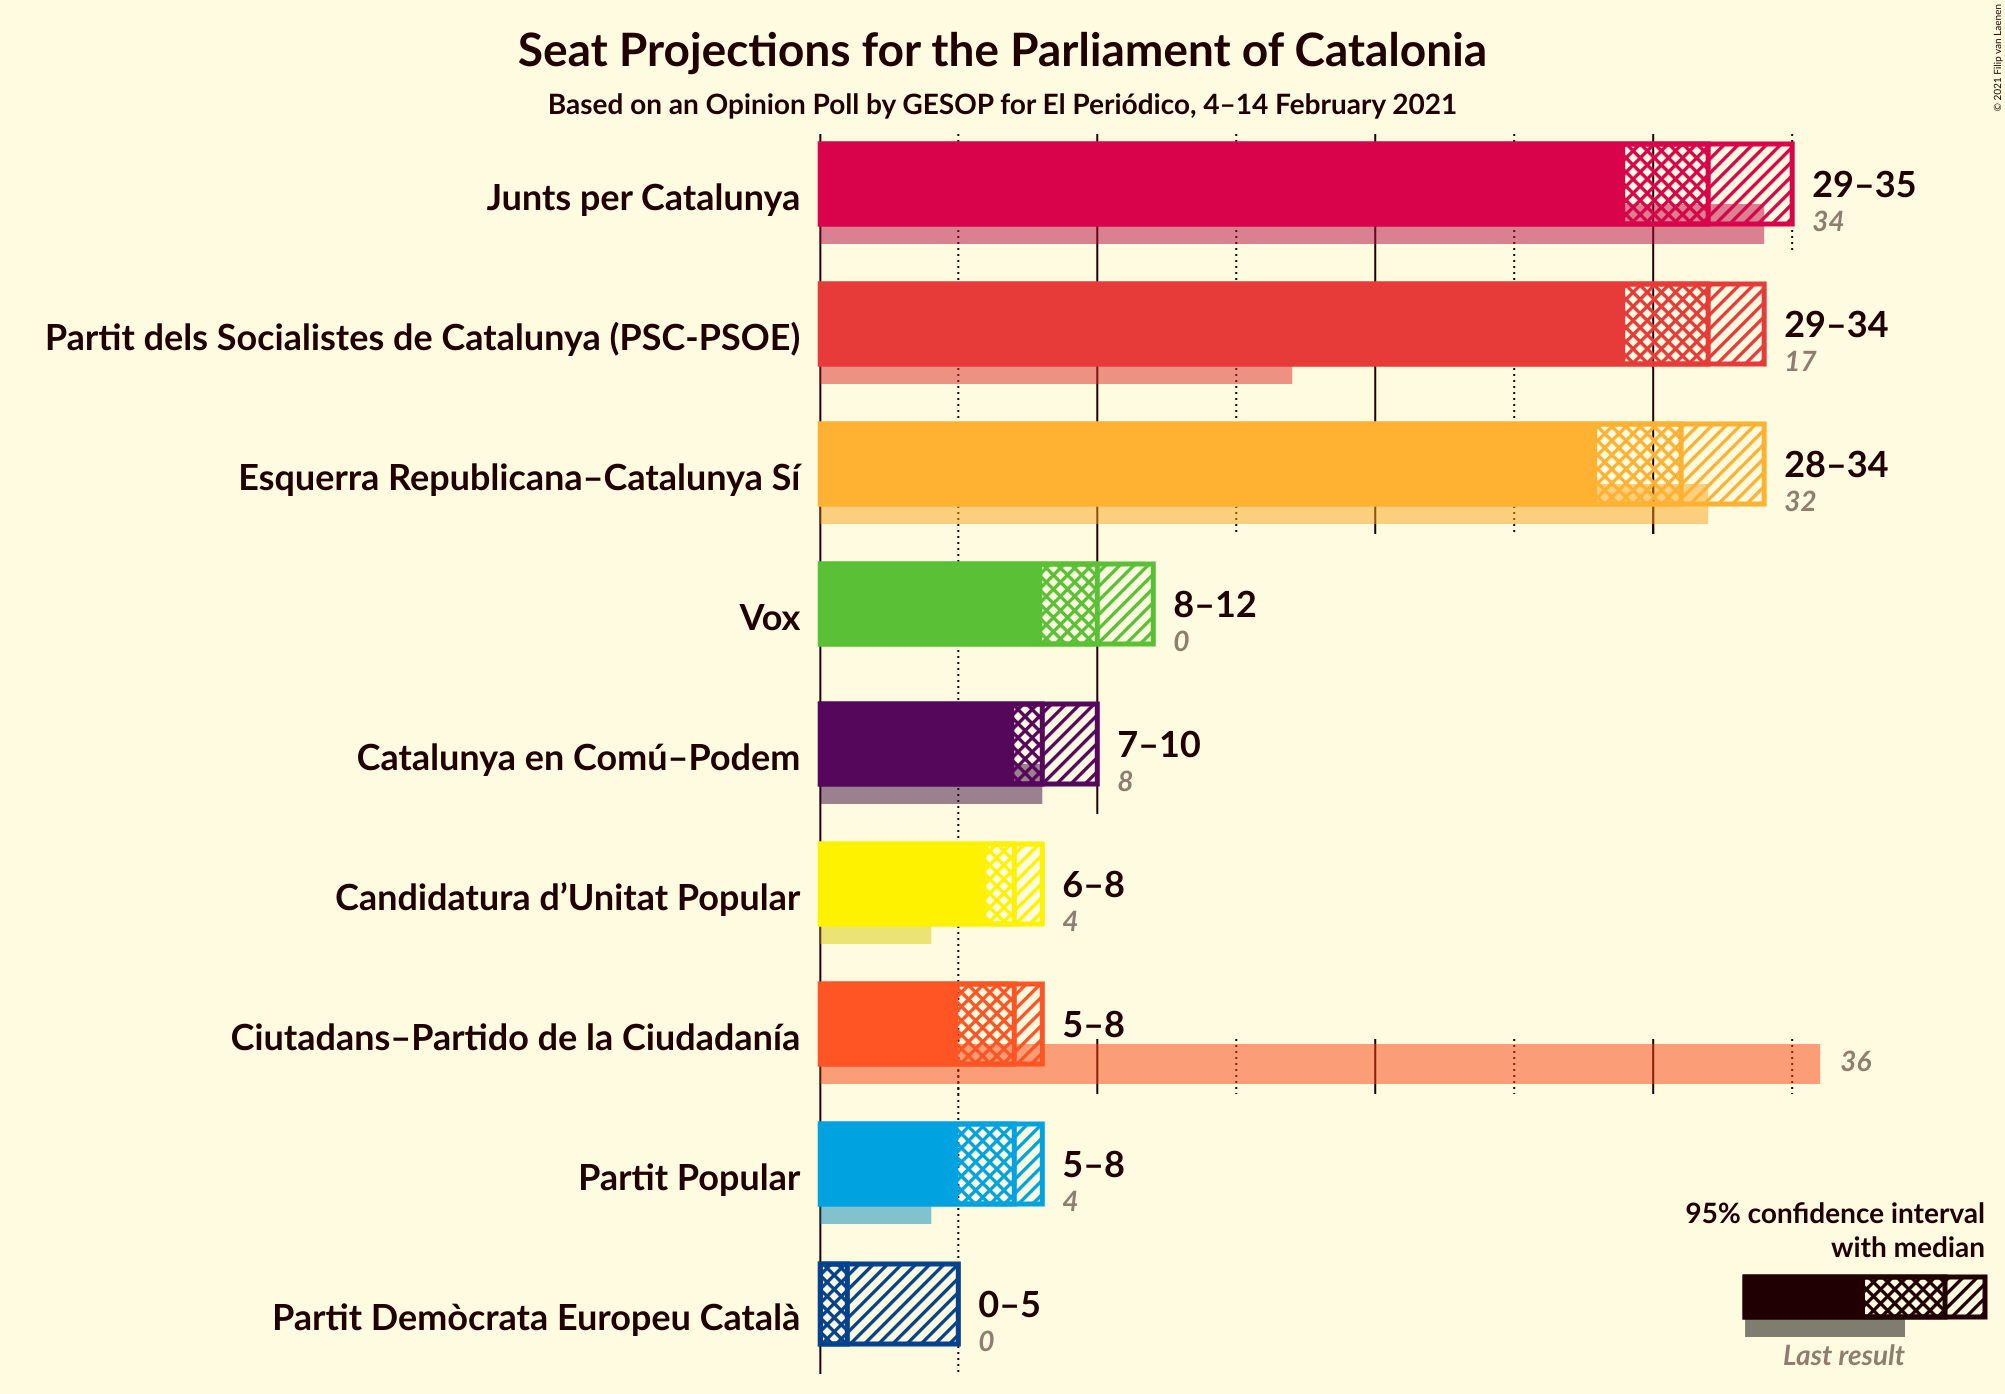 Seat Projections for the Parliament of Catalonia
Based on an Opinion Poll by GESOP for El Periódico, 4–14 February 2021
© 2021 Filip van Laenen
Junts per Catalunya
29–35
34
Partit dels Socialistes de Catalunya (PSC-PSOE)
29–34
17
Esquerra Republicana–Catalunya Sí
28–34
32
Vox
8–12
0
Catalunya en Comú–Podem
7–10
8
Candidatura d’Unitat Popular
6–8
4
Ciutadans–Partido de la Ciudadanía
5–8
36
Partit Popular
5–8
4
Partit Demòcrata Europeu Català
0–5
0
95% confidence interval
with median
Last result